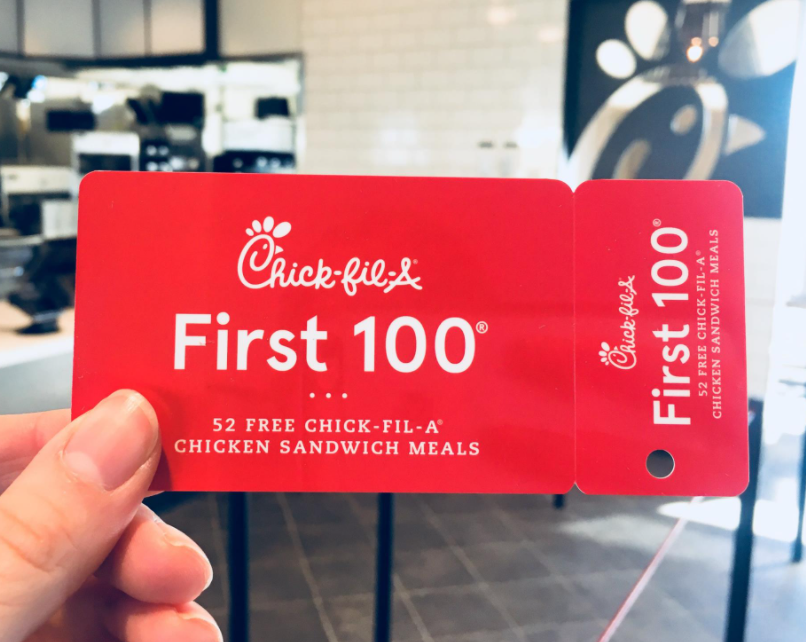 Chick-fil-A®
First 100®
...
52 FREE CHICK-FIL-A®
CHICKEN SANDWICH MEALS
Chick-fil-A
First 100®
52 FREE CHICK-FIL-A®
CHICKEN SANDWICH MEALS